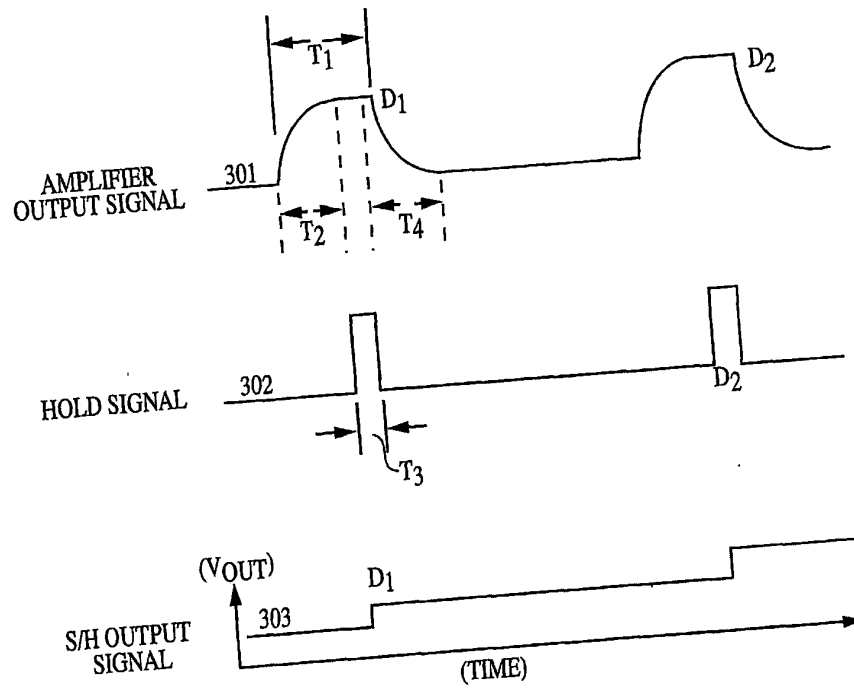 T1
D1
D2
301
AMPLIFIER
OUTPUT SIGNAL
T2
T4
302
D2
HOLD SIGNAL
T3
(VOUT)
D1
303
S/H OUTPUT
SIGNAL
(TIME)